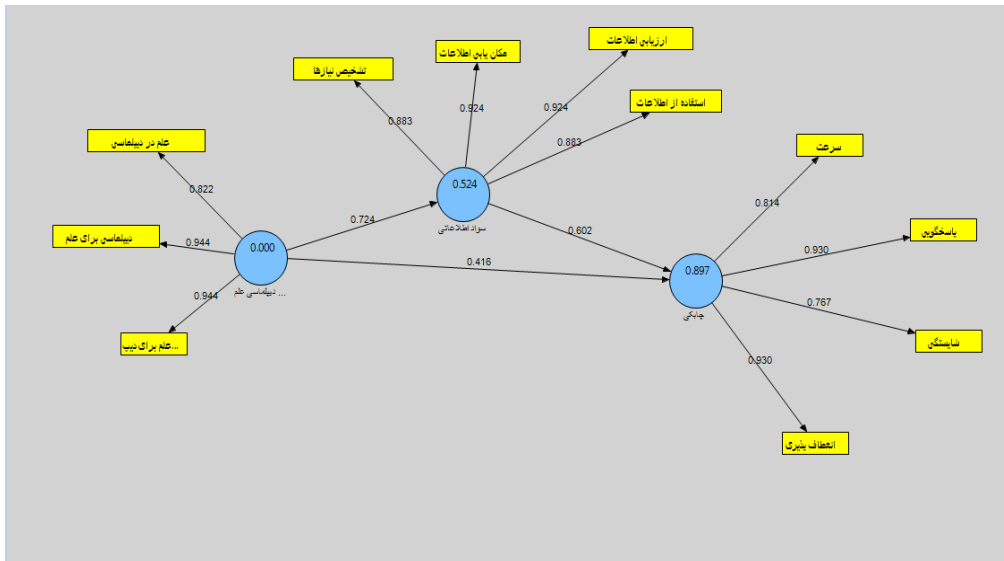 ارزیابی اطلاعات
مکان یابی اطلاعات
تشخیص نیازها
استفاده از اطلاعات
0.924
0.924
0.883
0.883
علم در دیپلماسی
سرعت
0.822
0.524
0.814
سواد اطلاعاتی
0.724
0.602
دیپلماسی برای علم
0.944
0.000
پاسخگویی
0.930
0.416
0.897
دیپلماسی علم ...
0.944
0.767
چابکی
علم برای دیپ...
شایستگی
0.930
انعطاف پذیری